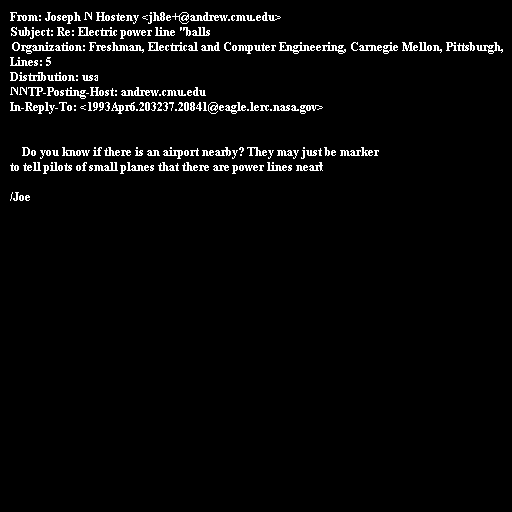 From: Joseph N Hosteny <jh8e+@andrew.cmu.edu>
Subject: Re: Electric power line "balls
Organization: Freshman, Electrical and Computer Engineering, Carnegie Mellon, Pittsburgh,
Lines: 5
Distribution: usa
NNTP-Posting-Host: andrew.cmu.edu
In-Reply-To: <1993Apr6.203237.20841@eagle.lerc.nasa.gov>
Do you know if there is an airport nearby? They may just be marker
to tell pilots of small planes that there are power lines near
/Joe